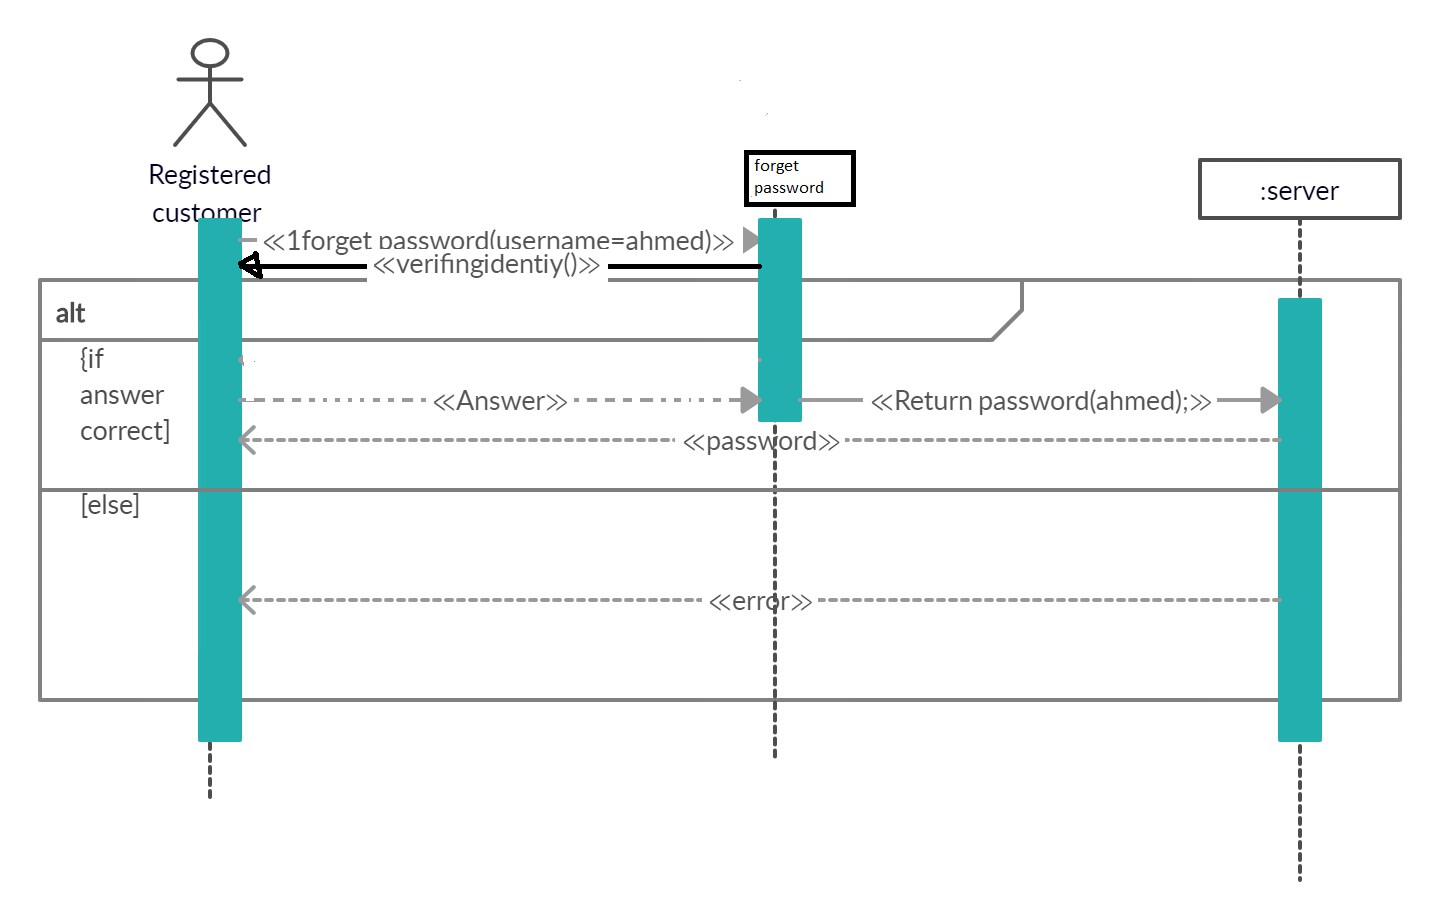 Registered
customer
forget
password
:server
<<1forget password(username=ahmed)>>
<<verifingidentiy()>>
alt
{if
answer
correct]
<<Answer>>
<<Return password(ahmed);>>
<<password>>
[else]
<<error>>